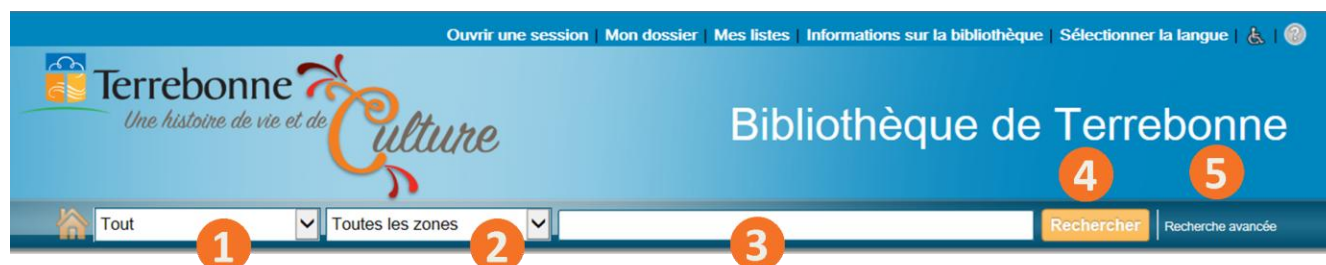 Ouvrir une session | Mon dossier | Mes listes | Informations sur la bibliothèque | Sélectionner la langue | | ?
Terrebonne
Une histoire de vie et de Culture
Bibliothèque de Terrebonne
4 5
Tout Toutes les zones Rechercher Recherche avancée
1 2 3